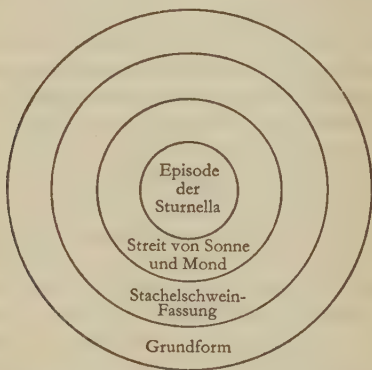 Episode
der
Sturnella
Streit von Sonne
und Mond
Stachelschwein-
Fassung
Grundform